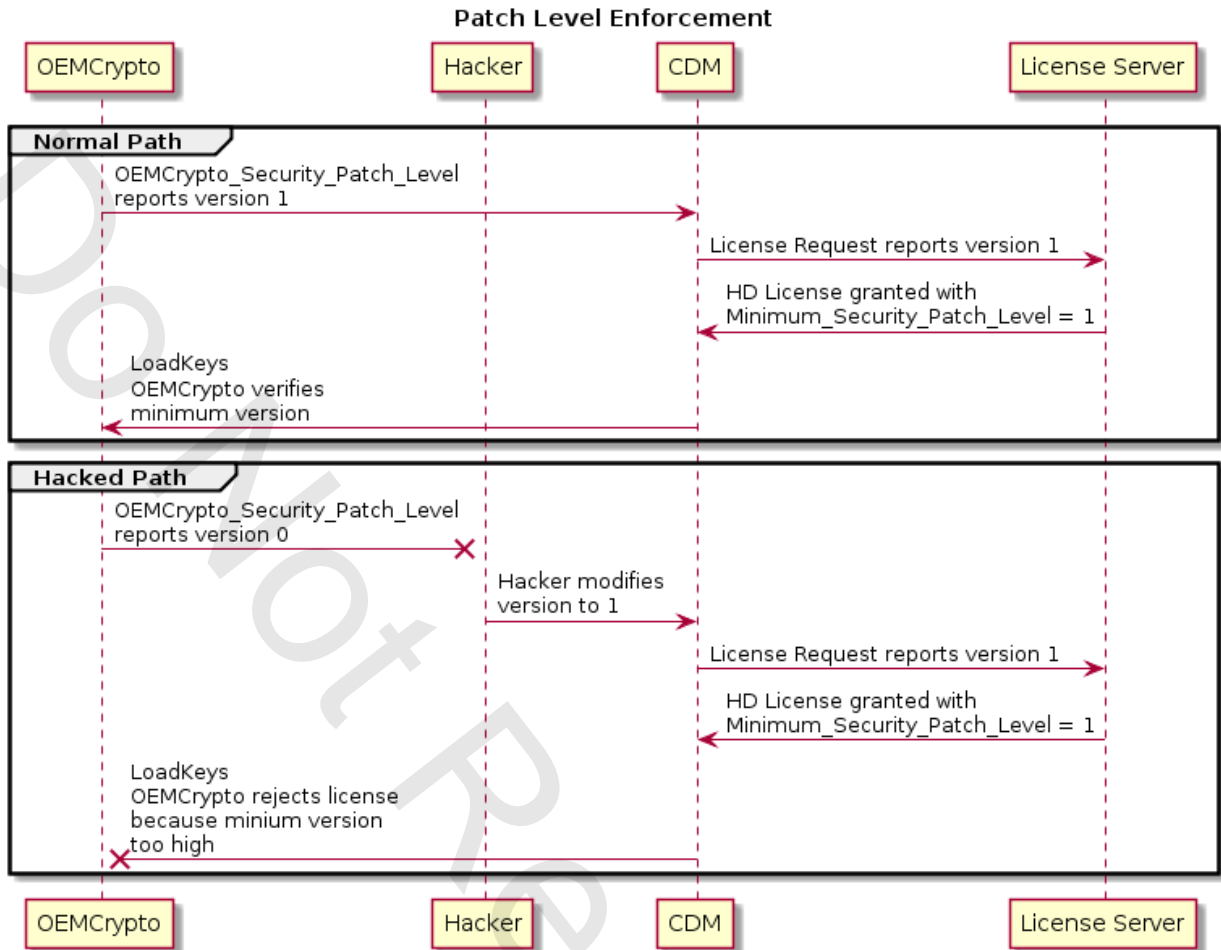 Patch Level Enforcement
OEMCrypto
Hacker
CDM
License Server
Normal Path
OEMCrypto_Security_Patch_Level
reports version 1
License Request reports version 1
HD License granted with
Minimum_Security_Patch_Level = 1
LoadKeys
OEMCrypto verifies
minimum version
Hacked Path
OEMCrypto_Security_Patch_Level
reports version 0
Hacker modifies
version to 1
License Request reports version 1
HD License granted with
Minimum_Security_Patch_Level = 1
LoadKeys
OEMCrypto rejects license
because minium version
too high
OEMCrypto
Hacker
CDM
License Server
Do Not Re